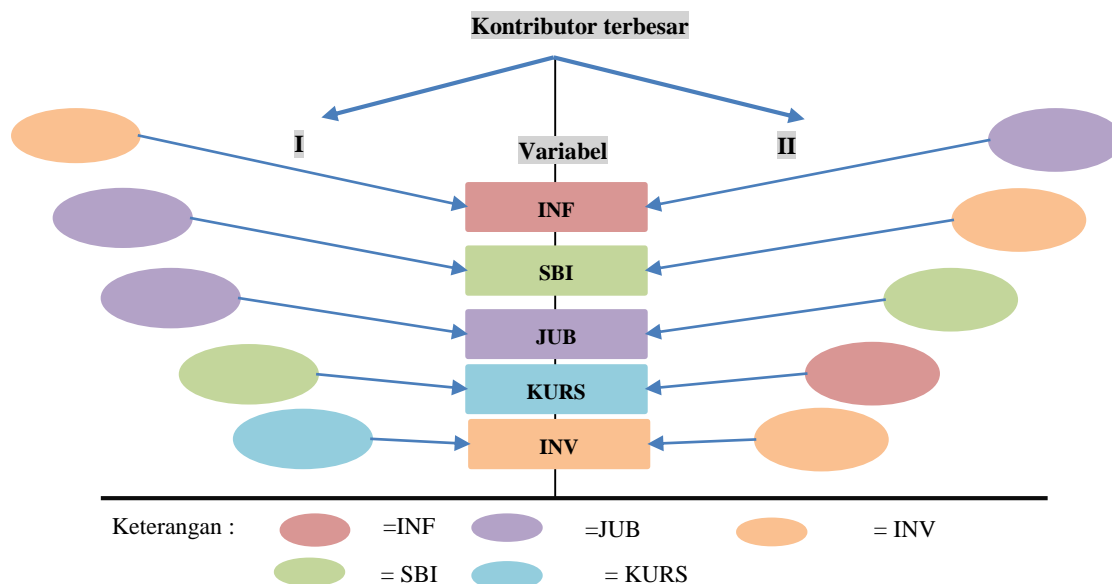 Kontributor terbesar
I
Variabel
II
INF
SBI
JUB
KURS
INV
Keterangan :
=INF
=JUB
= INV
= SBI
= KURS